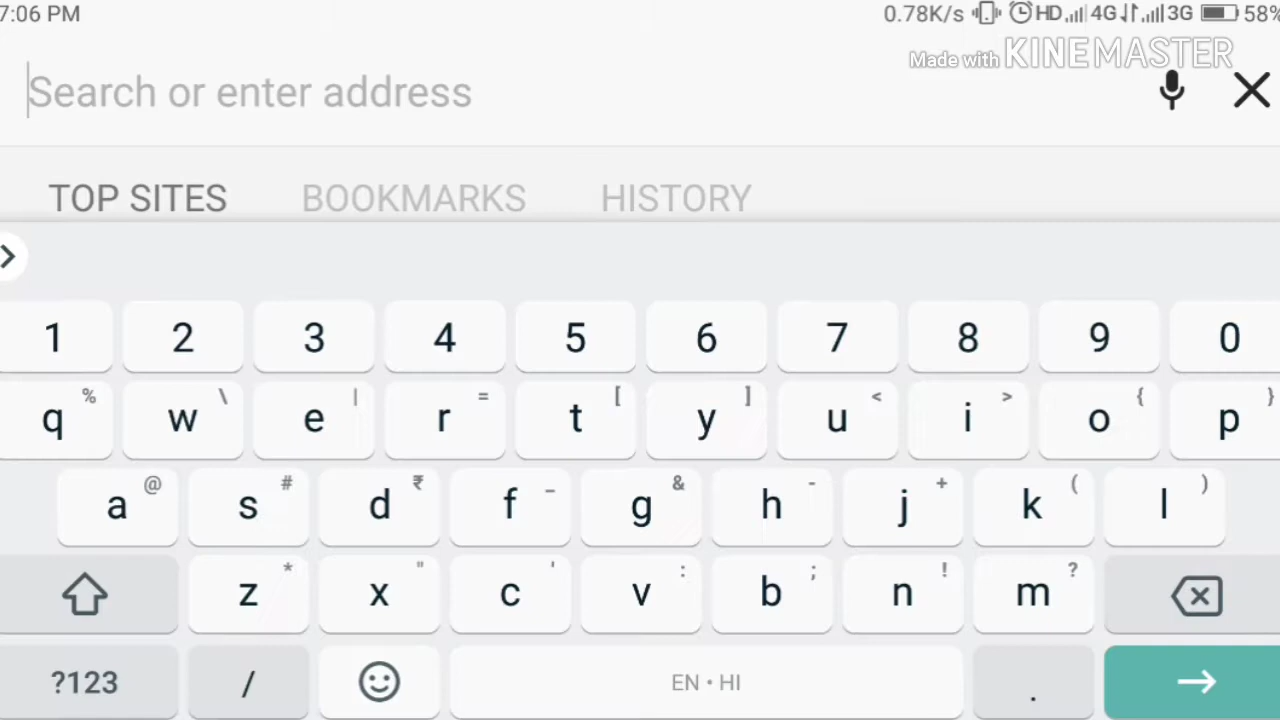 7:06 PM 0.78K/s HD 4G 3G 58%
Made with KINEMASTER
Search or enter address
TOP SITES BOOKMARKS HISTORY
1 2 3 4 5 6 7 8 9 0
q % w \ e | r = t [ y ] u < i > o { p }
a @ s # d ₹ f _ g & h - j + k ( l )
z * x " c ' v : b ; n ! m ?
?123 / EN • HI .